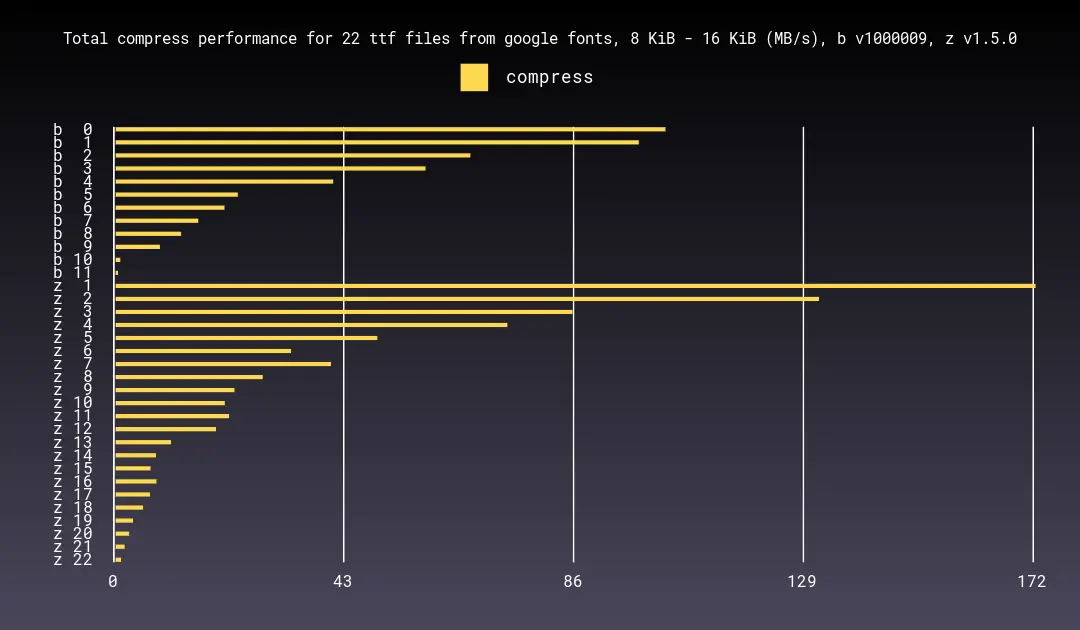 Total compress performance for 22 ttf files from google fonts, 8 KiB - 16 KiB (MB/s), b v1000009, z v1.5.0
compress
b 0
b 1
b 2
b 3
b 4
b 5
b 6
b 7
b 8
b 9
b 10
b 11
z 1
z 2
z 3
z 4
z 5
z 6
z 7
z 8
z 9
z 10
z 11
z 12
z 13
z 14
z 15
z 16
z 17
z 18
z 19
z 20
z 21
z 22
0 43 86 129 172